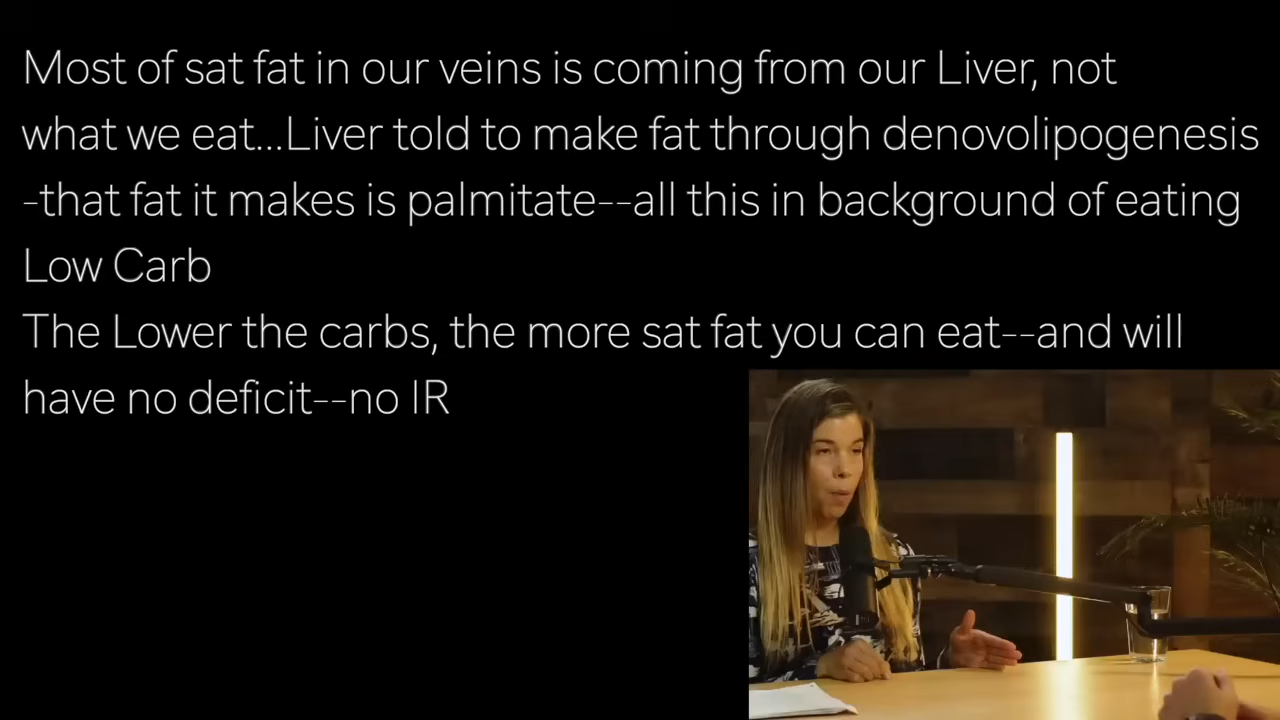 Most of sat fat in our veins is coming from our Liver, not
what we eat...Liver told to make fat through denovolipogenesis
-that fat it makes is palmitate--all this in background of eating
Low Carb
The Lower the carbs, the more sat fat you can eat--and will
have no deficit--no IR